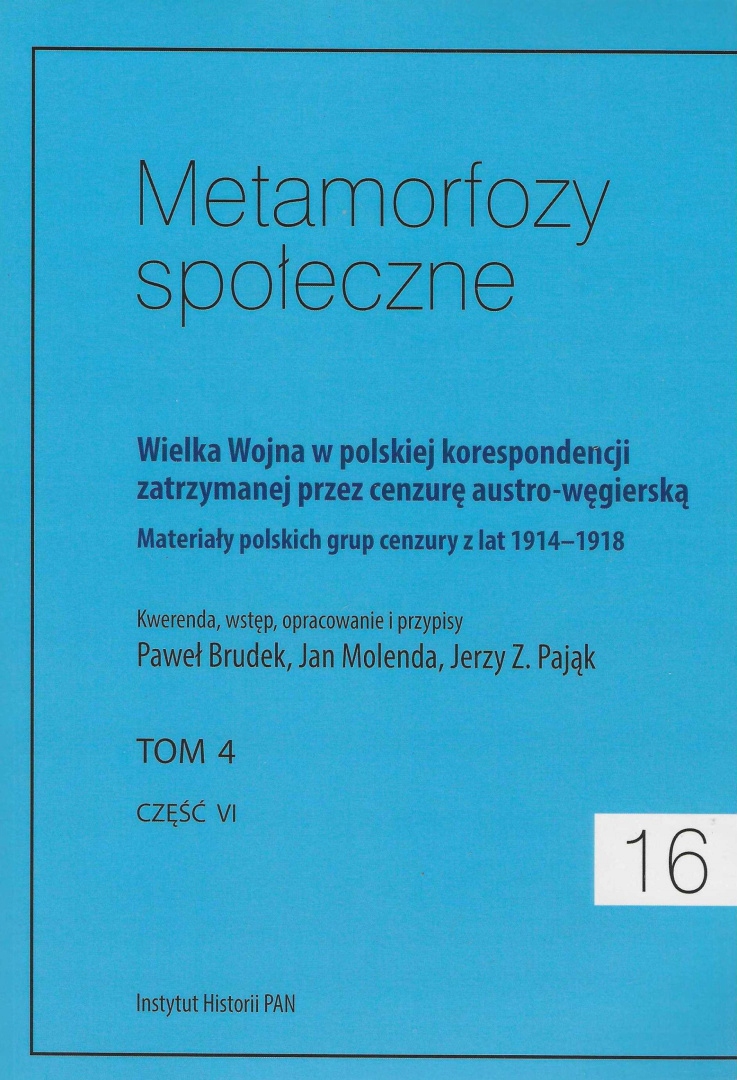 Metamorfozy
społeczne
Wielka Wojna w polskiej korespondencji
zatrzymanej przez cenzurę austro-węgierską
Materiały polskich grup cenzury z lat 1914–1918
Kwerenda, wstęp, opracowanie i przypisy
Paweł Brudek, Jan Molenda, Jerzy Z. Pająk
TOM 4
CZĘŚĆ VI
16
Instytut Historii PAN